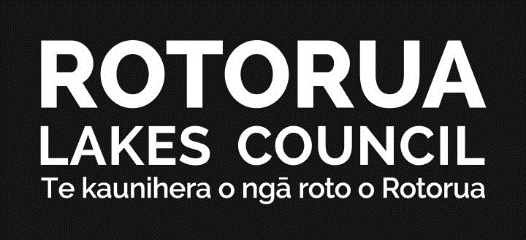 ROTORUA
LAKES COUNCIL
Te kaunihera o ngā roto o Rotorua